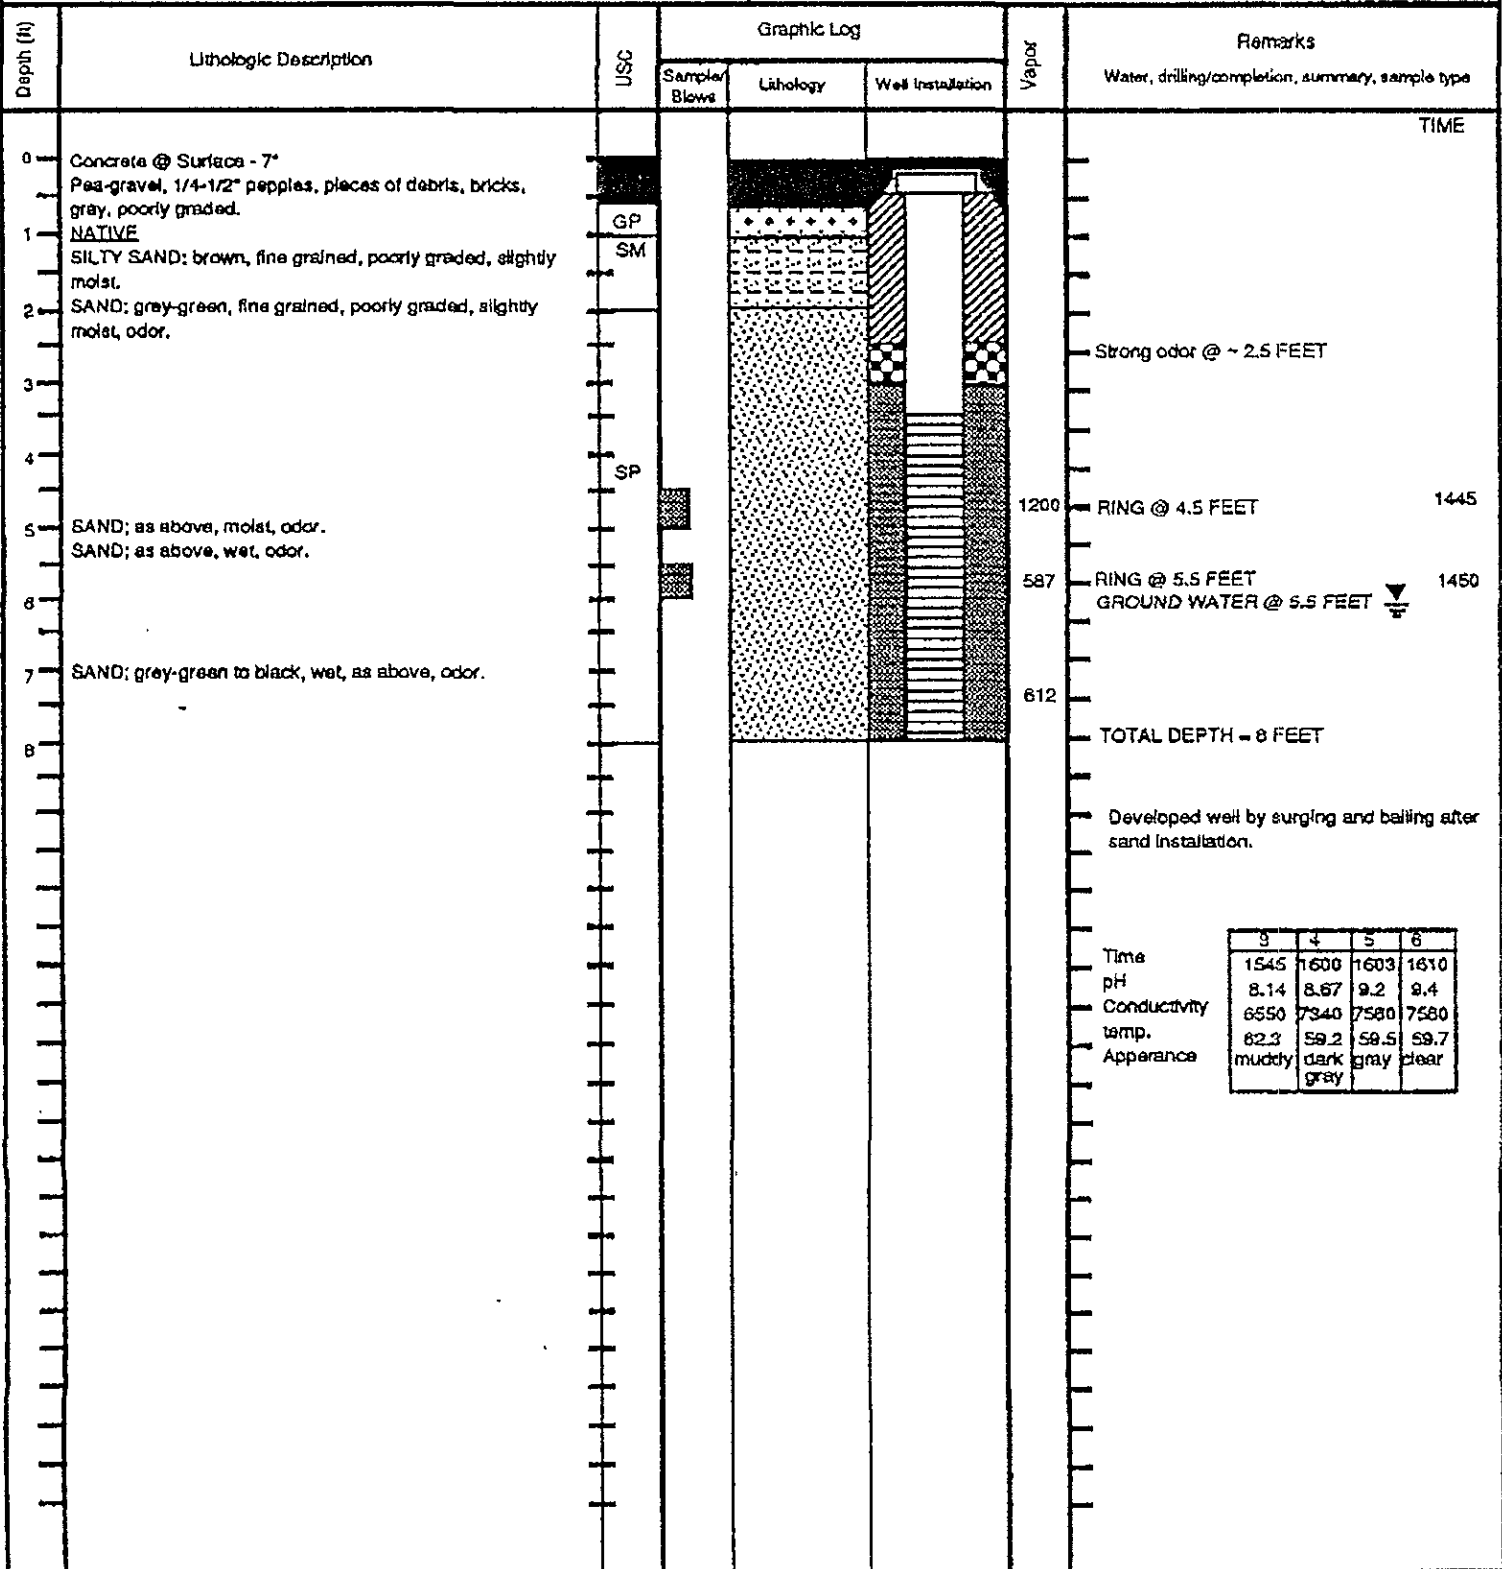 Depth (ft)
Lithologic Description
USC
Graphic Log
Sample/
Blows
Lithology
Well Installation
Vapor
Remarks
Water, drilling/completion, summary, sample type
TIME
0
Concrete @ Surface - 7"
Pea-gravel, 1/4-1/2" pepples, pieces of debris, bricks,
gray, poorly graded.
GP
1
NATIVE
SM
SILTY SAND; brown, fine grained, poorly graded, slightly
moist.
2
SAND; gray-green, fine grained, poorly graded, slightly
moist, odor.
Strong odor @ ~ 2.5 FEET
3
4
SP
1200
RING @ 4.5 FEET
1445
5
SAND; as above, moist, odor.
SAND; as above, wet, odor.
587
RING @ 5.5 FEET
1450
6
GROUND WATER @ 5.5 FEET
7
SAND; gray-green to black, wet, as above, odor.
612
8
TOTAL DEPTH = 8 FEET
Developed well by surging and bailing after
sand installation.
3 4 5 6
Time 1545 1600 1603 1610
pH 8.14 8.67 9.2 9.4
Conductivity 6550 7340 7580 7580
temp. 62.3 59.2 59.5 59.7
Apperance muddy dark gray clear
gray